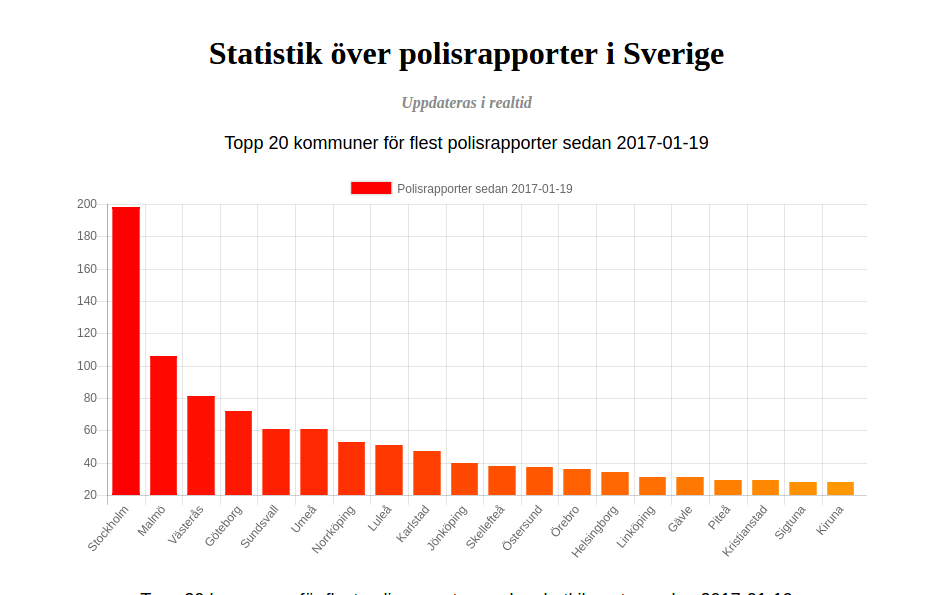 Statistik över polisrapporter i Sverige
Uppdateras i realtid
Topp 20 kommuner för flest polisrapporter sedan 2017-01-19
Polisrapporter sedan 2017-01-19
200
180
160
140
120
100
80
60
40
20
Stockholm
Malmö
Västerås
Göteborg
Sundsvall
Umeå
Norrköping
Luleå
Karlstad
Jönköping
Skellefteå
Östersund
Örebro
Helsingborg
Linköping
Gävle
Piteå
Kristianstad
Sigtuna
Kiruna